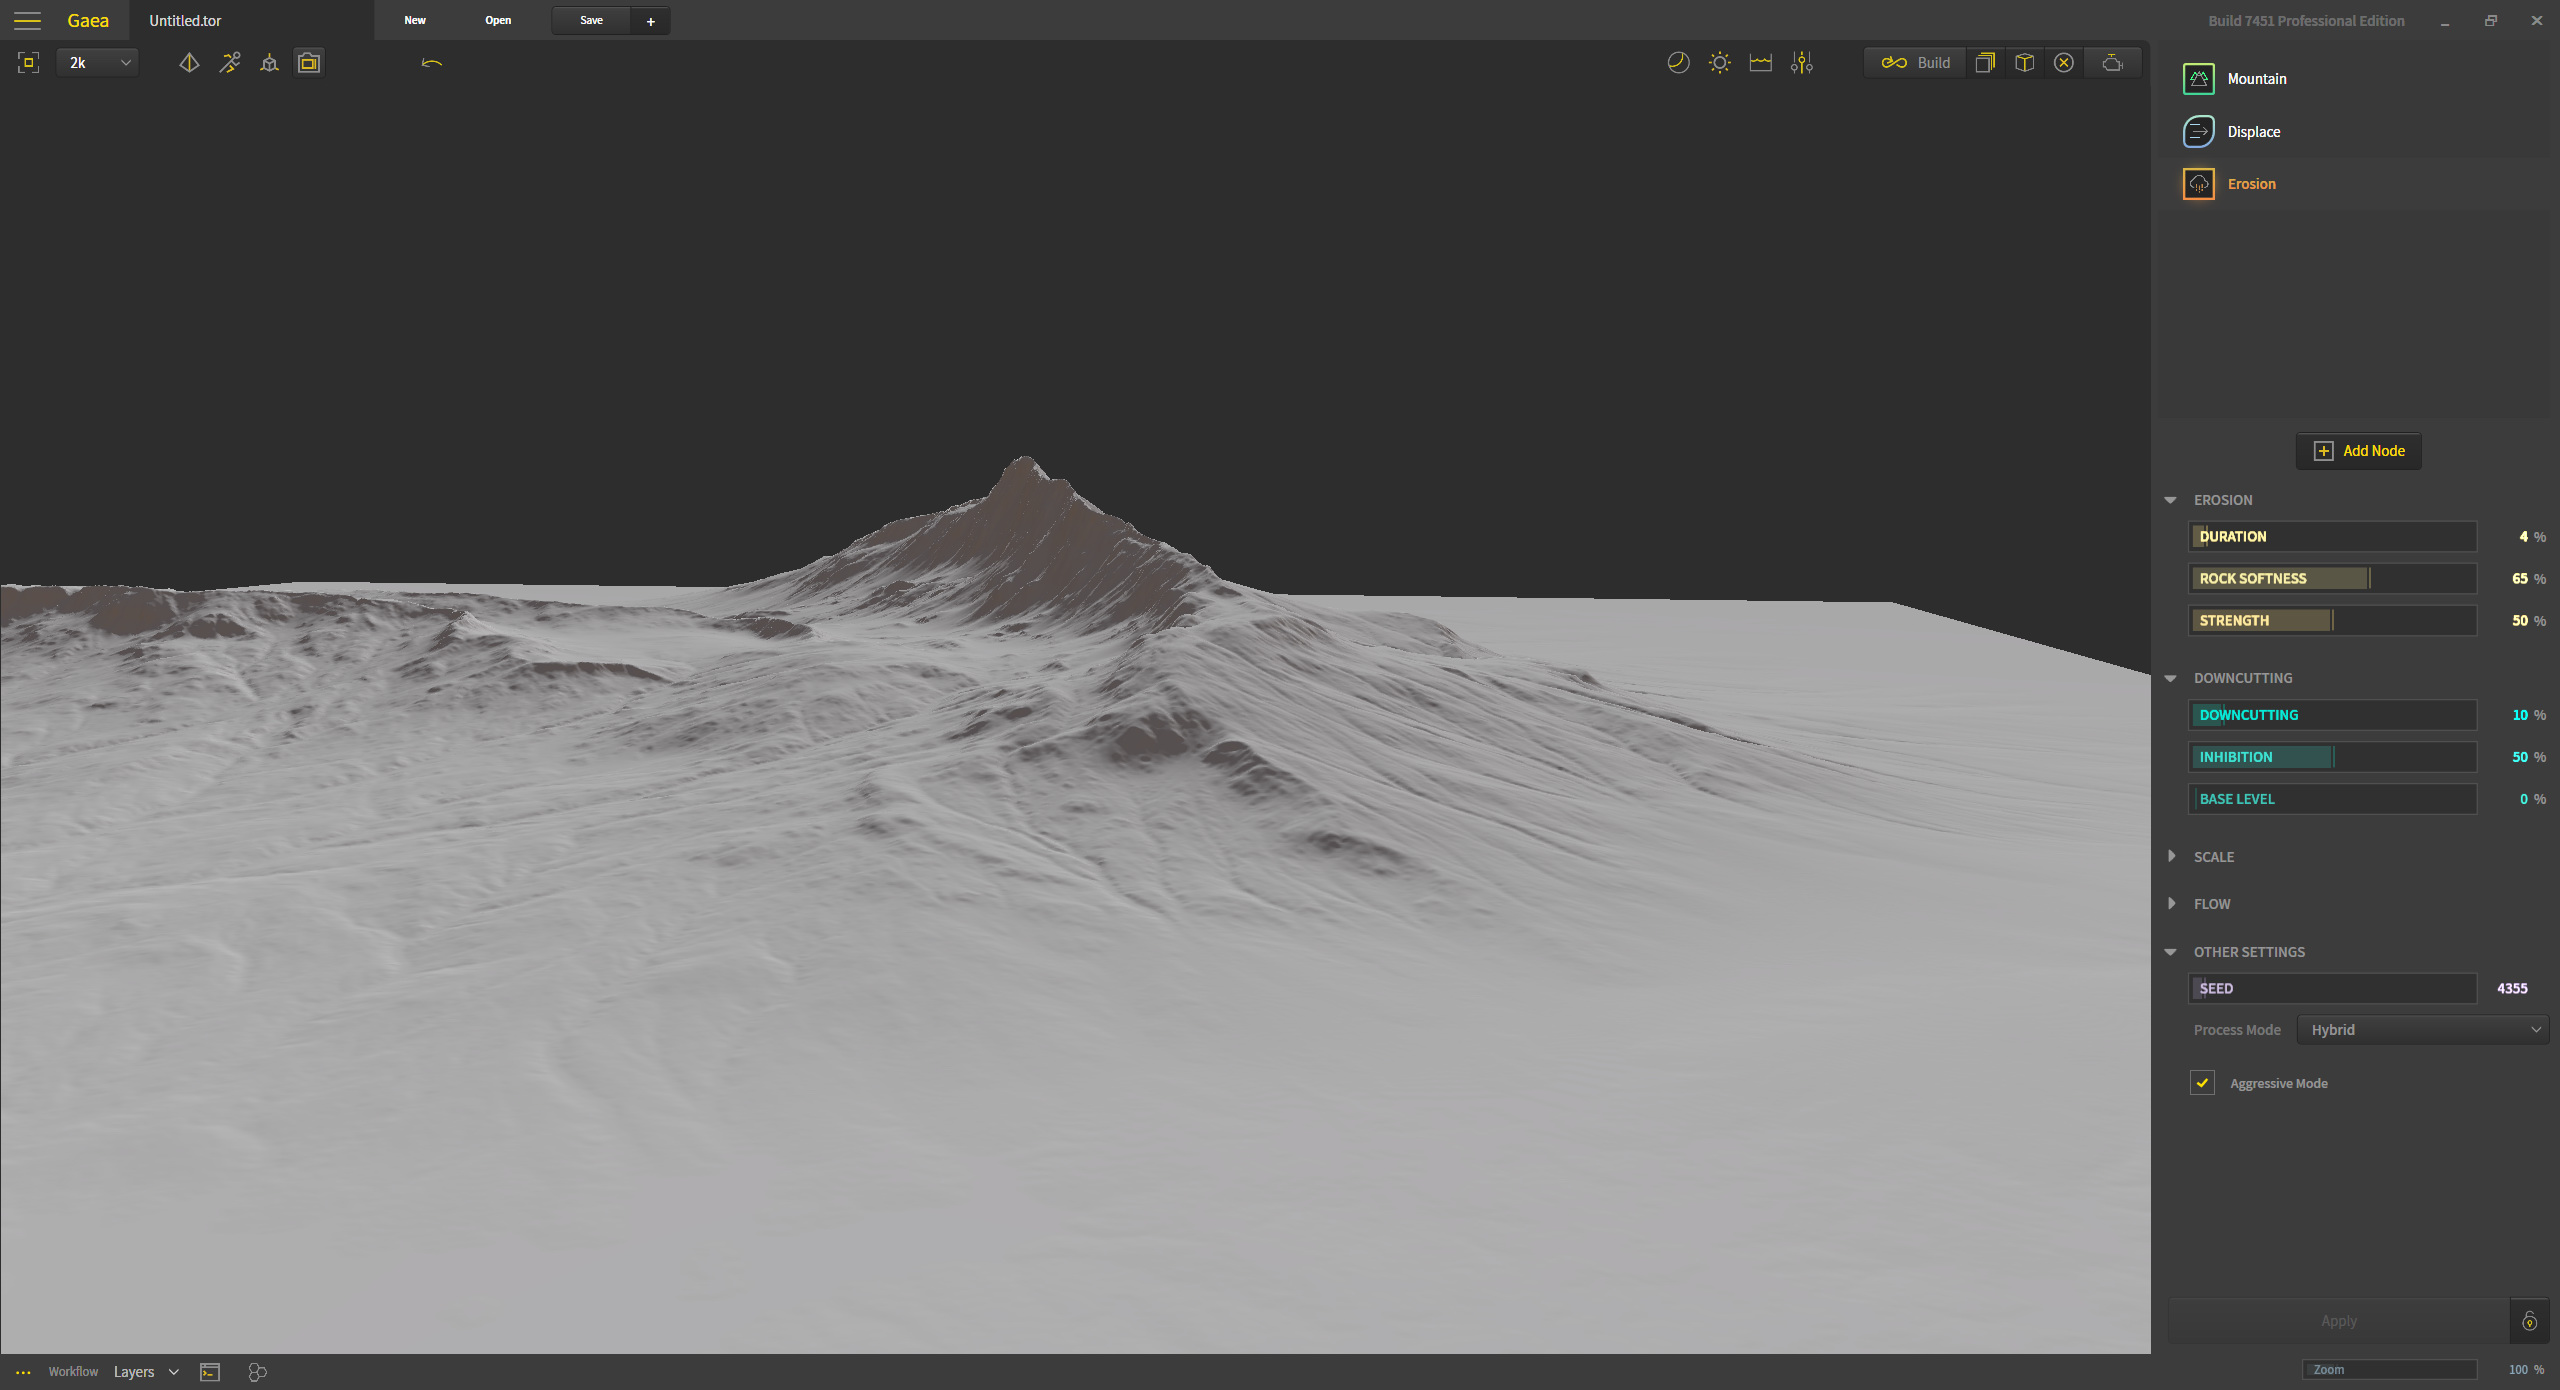 Gaea
Untitled.tor
New
Open
Save
+
Build 7451 Professional Edition
2k
Build
Mountain
Displace
Erosion
Add Node
EROSION
DURATION 4 %
ROCK SOFTNESS 65 %
STRENGTH 50 %
DOWNCUTTING
DOWNCUTTING 10 %
INHIBITION 50 %
BASE LEVEL 0 %
SCALE
FLOW
OTHER SETTINGS
SEED 4355
Process Mode Hybrid
Aggressive Mode
Apply
Workflow Layers
Zoom 100 %